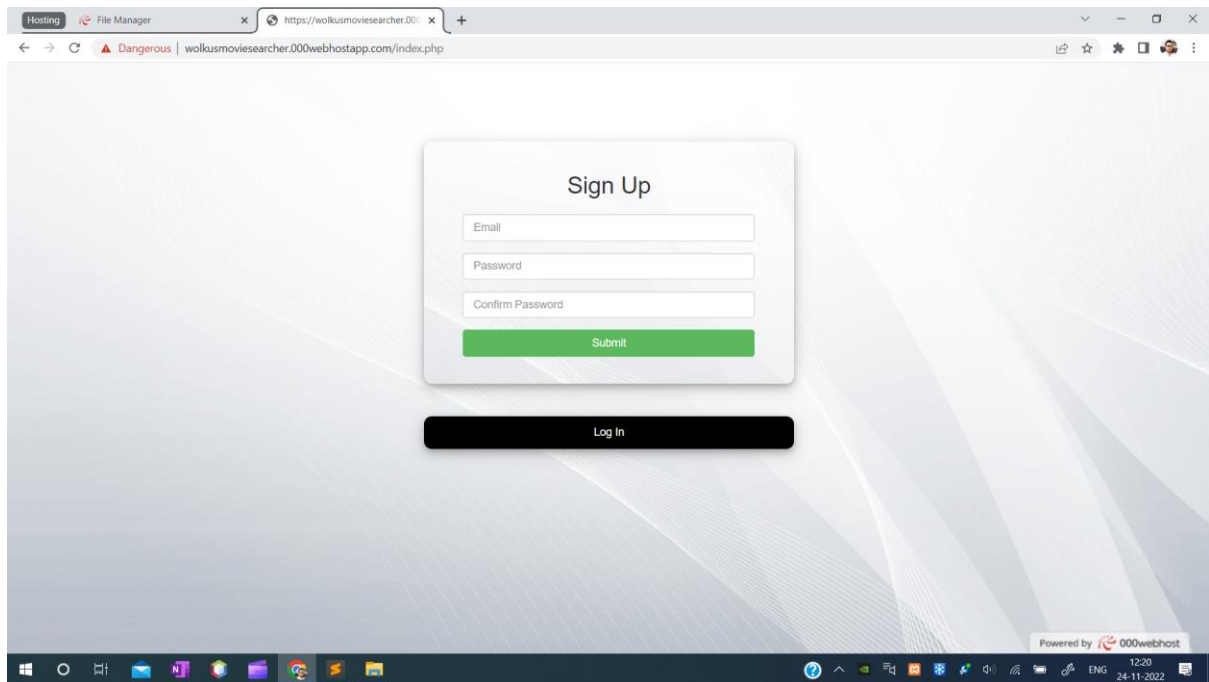 Hosting File Manager https://wolkusmoviesearcher.000
Dangerous | wolkusmoviesearcher.000webhostapp.com/index.php
Sign Up
Email
Password
Confirm Password
Submit
Log In
Powered by 000webhost
ENG
12:20
24-11-2022